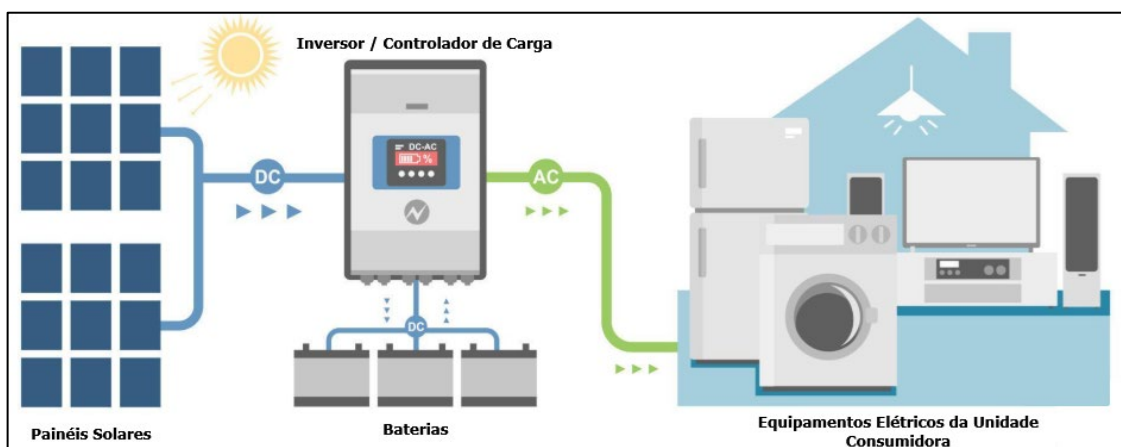 Inversor / Controlador de Carga
DC-AC
%
DC
AC
DC
Painéis Solares
Baterias
Equipamentos Elétricos da Unidade
Consumidora